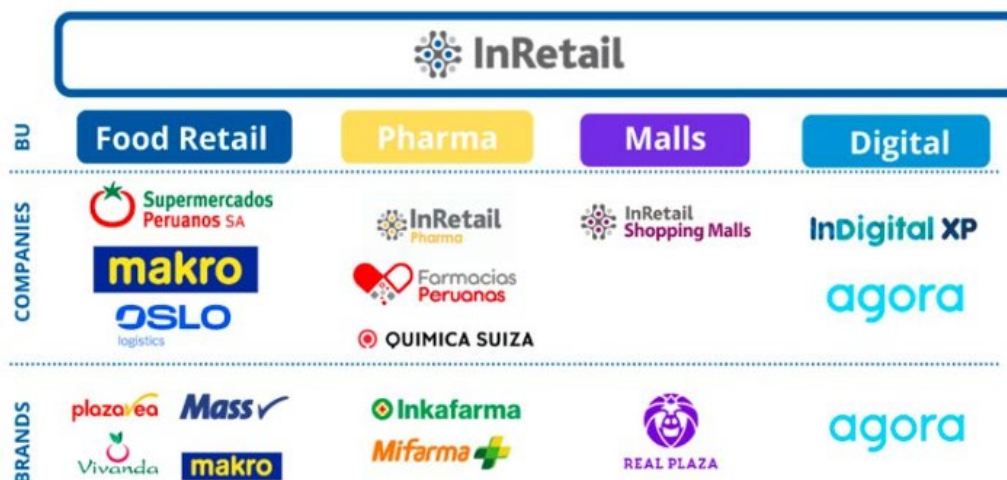 InRetail
BU
Food Retail
Pharma
Malls
Digital
COMPANIES
Supermercados
Peruanos SA
makro
OSLO
logistics
InRetail
Pharma
Farmacias
Peruanas
QUIMICA SUIZA
InRetail
Shopping Malls
InDigital XP
agora
BRANDS
plazavea
Mass
Vivanda
makro
Inkafarma
Mifarma
REAL PLAZA
agora